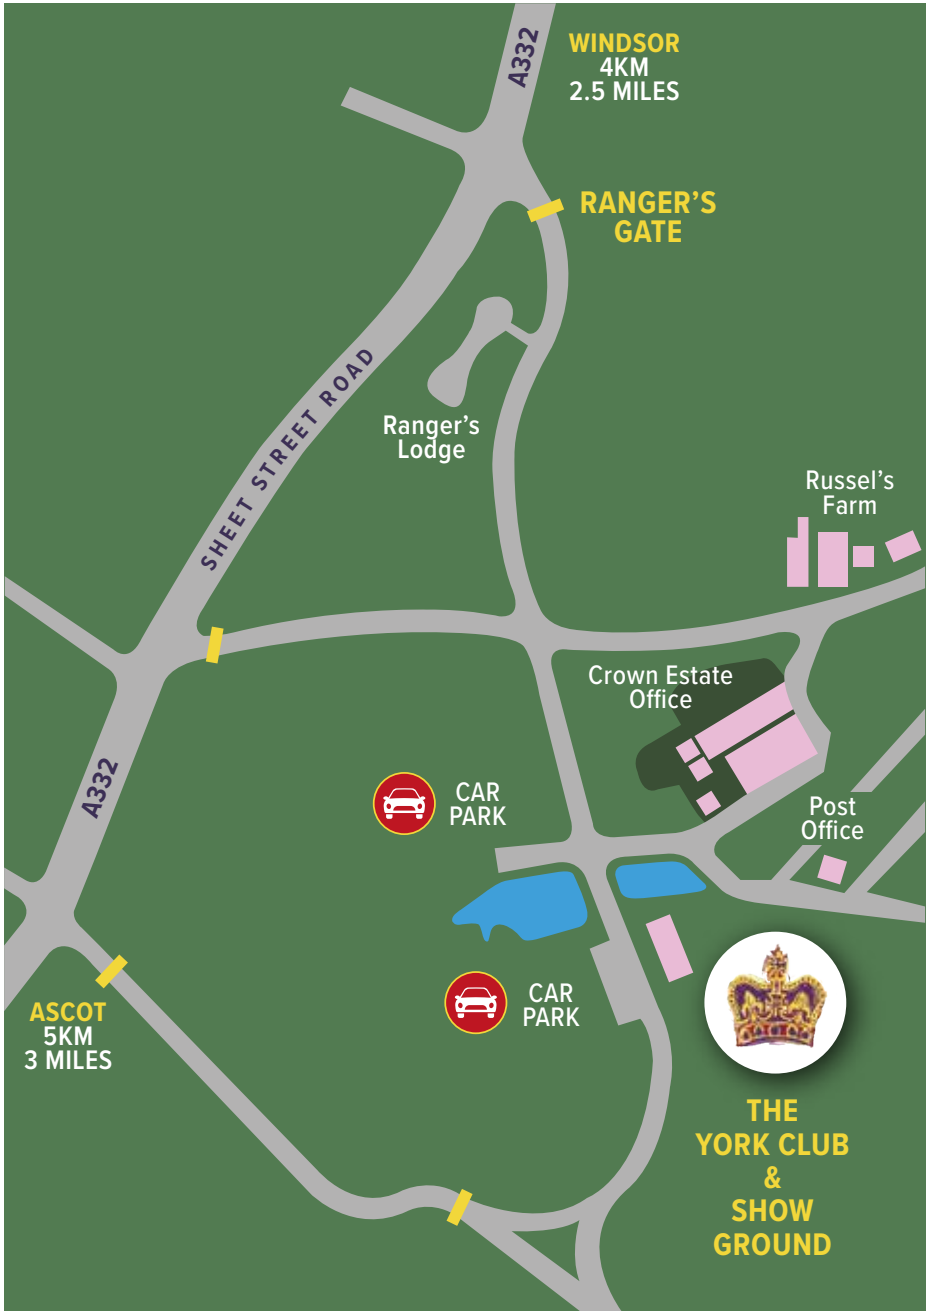 A332
WINDSOR
4KM
2.5 MILES
RANGER'S
GATE
SHEET STREET ROAD
Ranger's
Lodge
Russel's
Farm
Crown Estate
Office
A332
CAR
PARK
Post
Office
CAR
PARK
ASCOT
5KM
3 MILES
THE
YORK CLUB
&
SHOW
GROUND